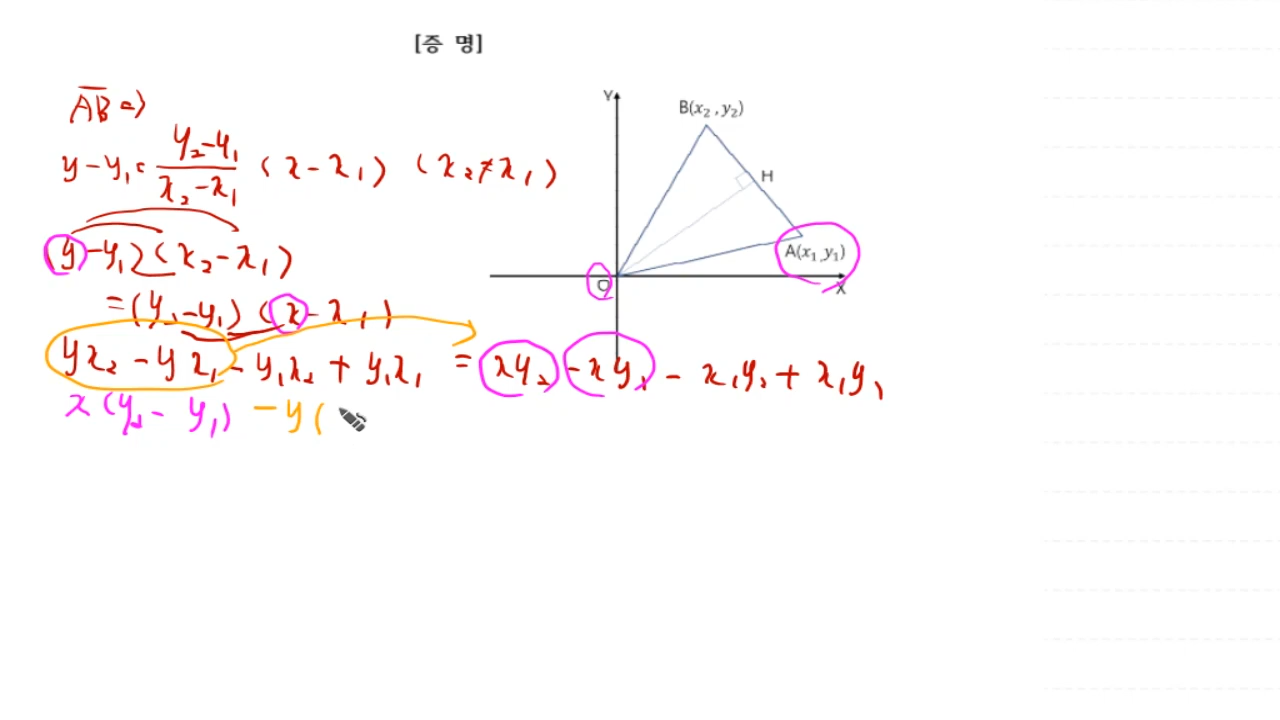 [증 명]
AB ⇒
y-y₁ = (y₂-y₁)/(x₂-x₁) (x-x₁) (x₂≠x₁)
(y-y₁)(x₂-x₁)
=(y₂-y₁)(x-x₁)
yx₂-yx₁-y₁x₂+y₁x₁ = xy₂-xy₁-x₁y₂+x₁y₁
x(y₂-y₁) -y(
Y
B(x₂,y₂)
H
A(x₁,y₁)
O
X